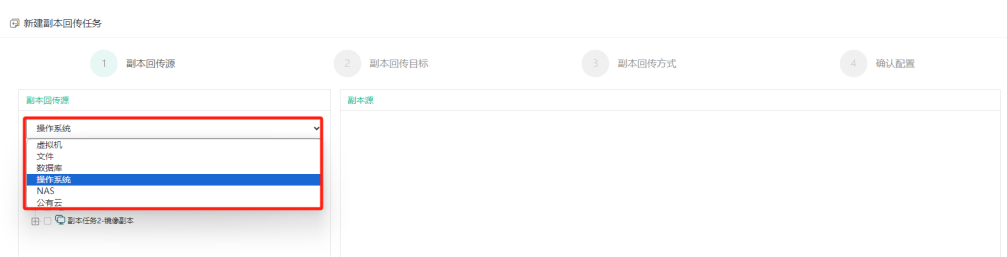 新建副本回传任务
1 副本回传源
2 副本回传目标
3 副本回传方式
4 确认配置
副本回传源
副本源
操作系统
虚拟机
文件
数据库
操作系统
NAS
公有云
副本任务2-镜像副本